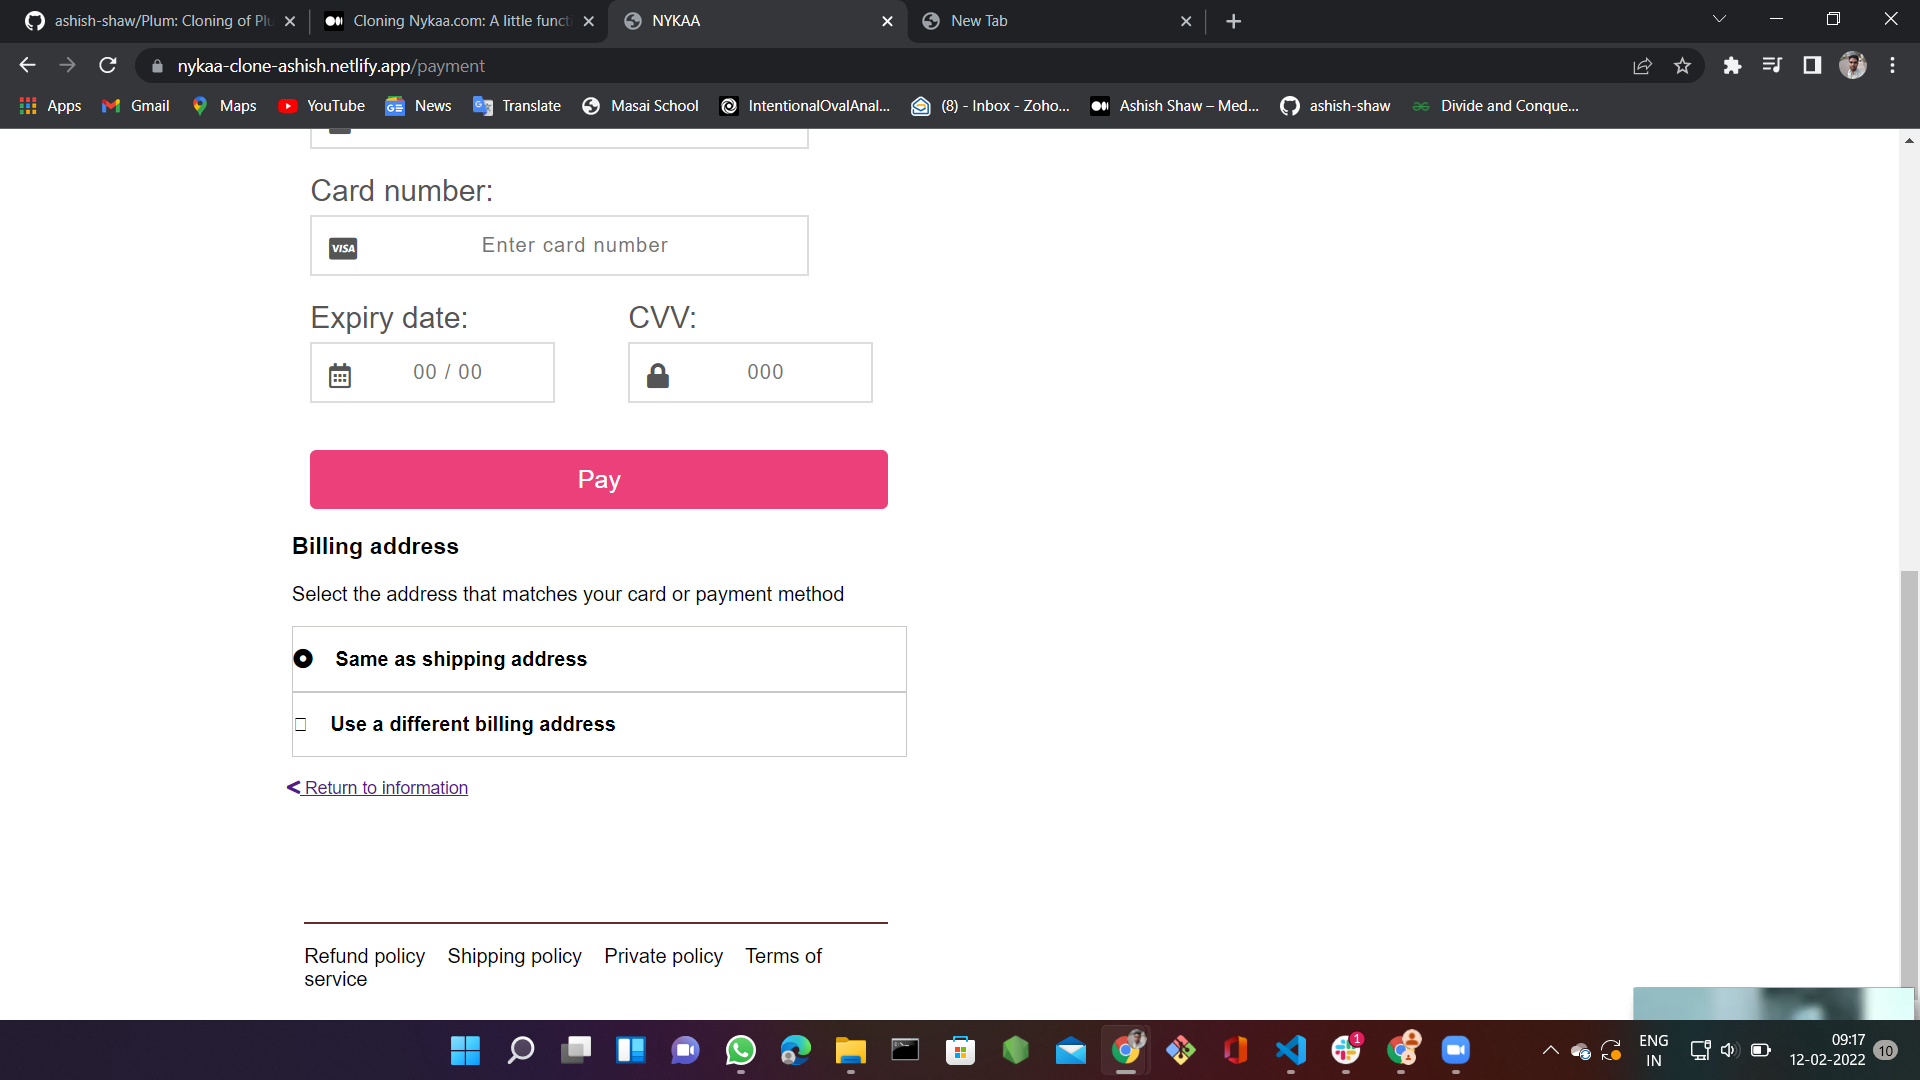 ashish-shaw/Plum: Cloning of Plu
Cloning Nykaa.com: A little funct
NYKAA
New Tab
nykaa-clone-ashish.netlify.app/payment
Apps
Gmail
Maps
YouTube
News
Translate
Masai School
IntentionalOvalAnal...
(8) - Inbox - Zoho...
Ashish Shaw – Med...
ashish-shaw
Divide and Conque...
Card number:
VISA
Enter card number
Expiry date: CVV:
00 / 00 000
Pay
Billing address
Select the address that matches your card or payment method
Same as shipping address
Use a different billing address
< Return to information
Refund policy Shipping policy Private policy Terms of
service
1
ENG
IN
09:17
12-02-2022
10